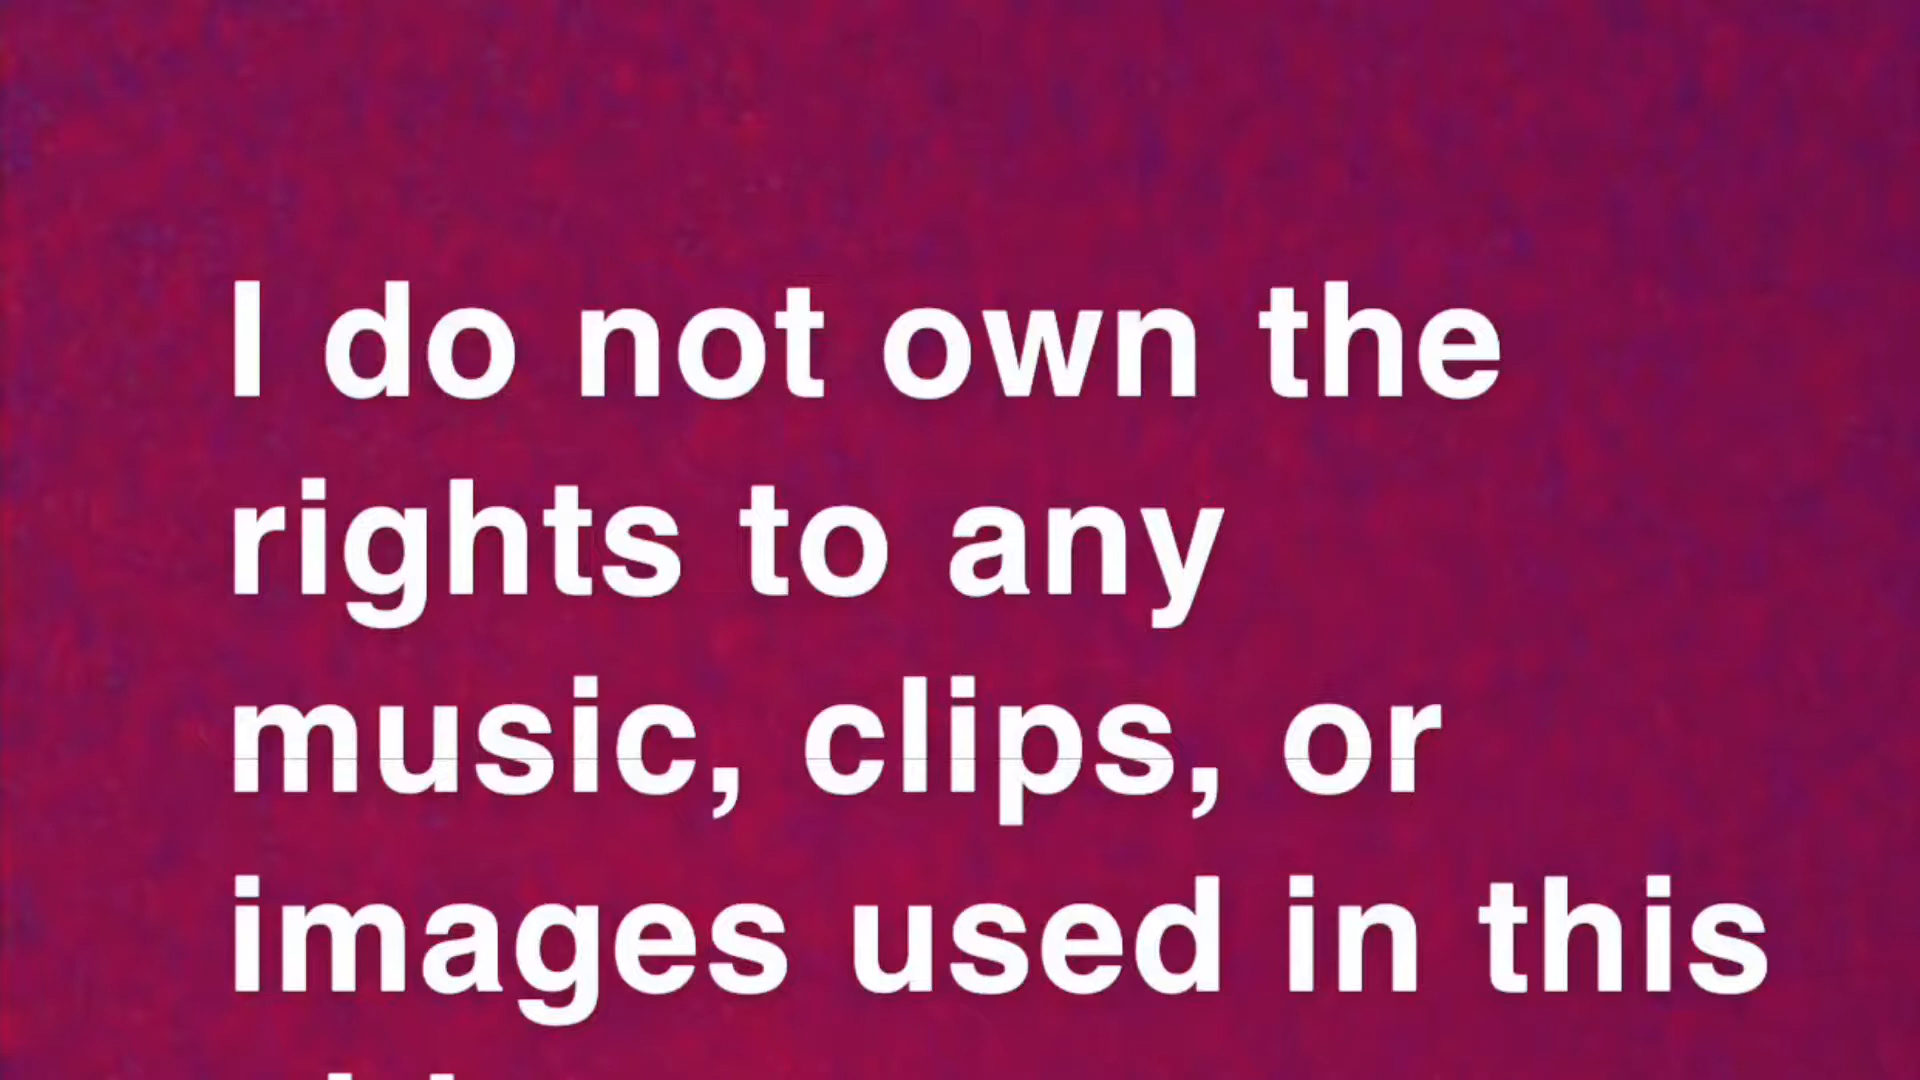 I do not own the
rights to any
music, clips, or
images used in this